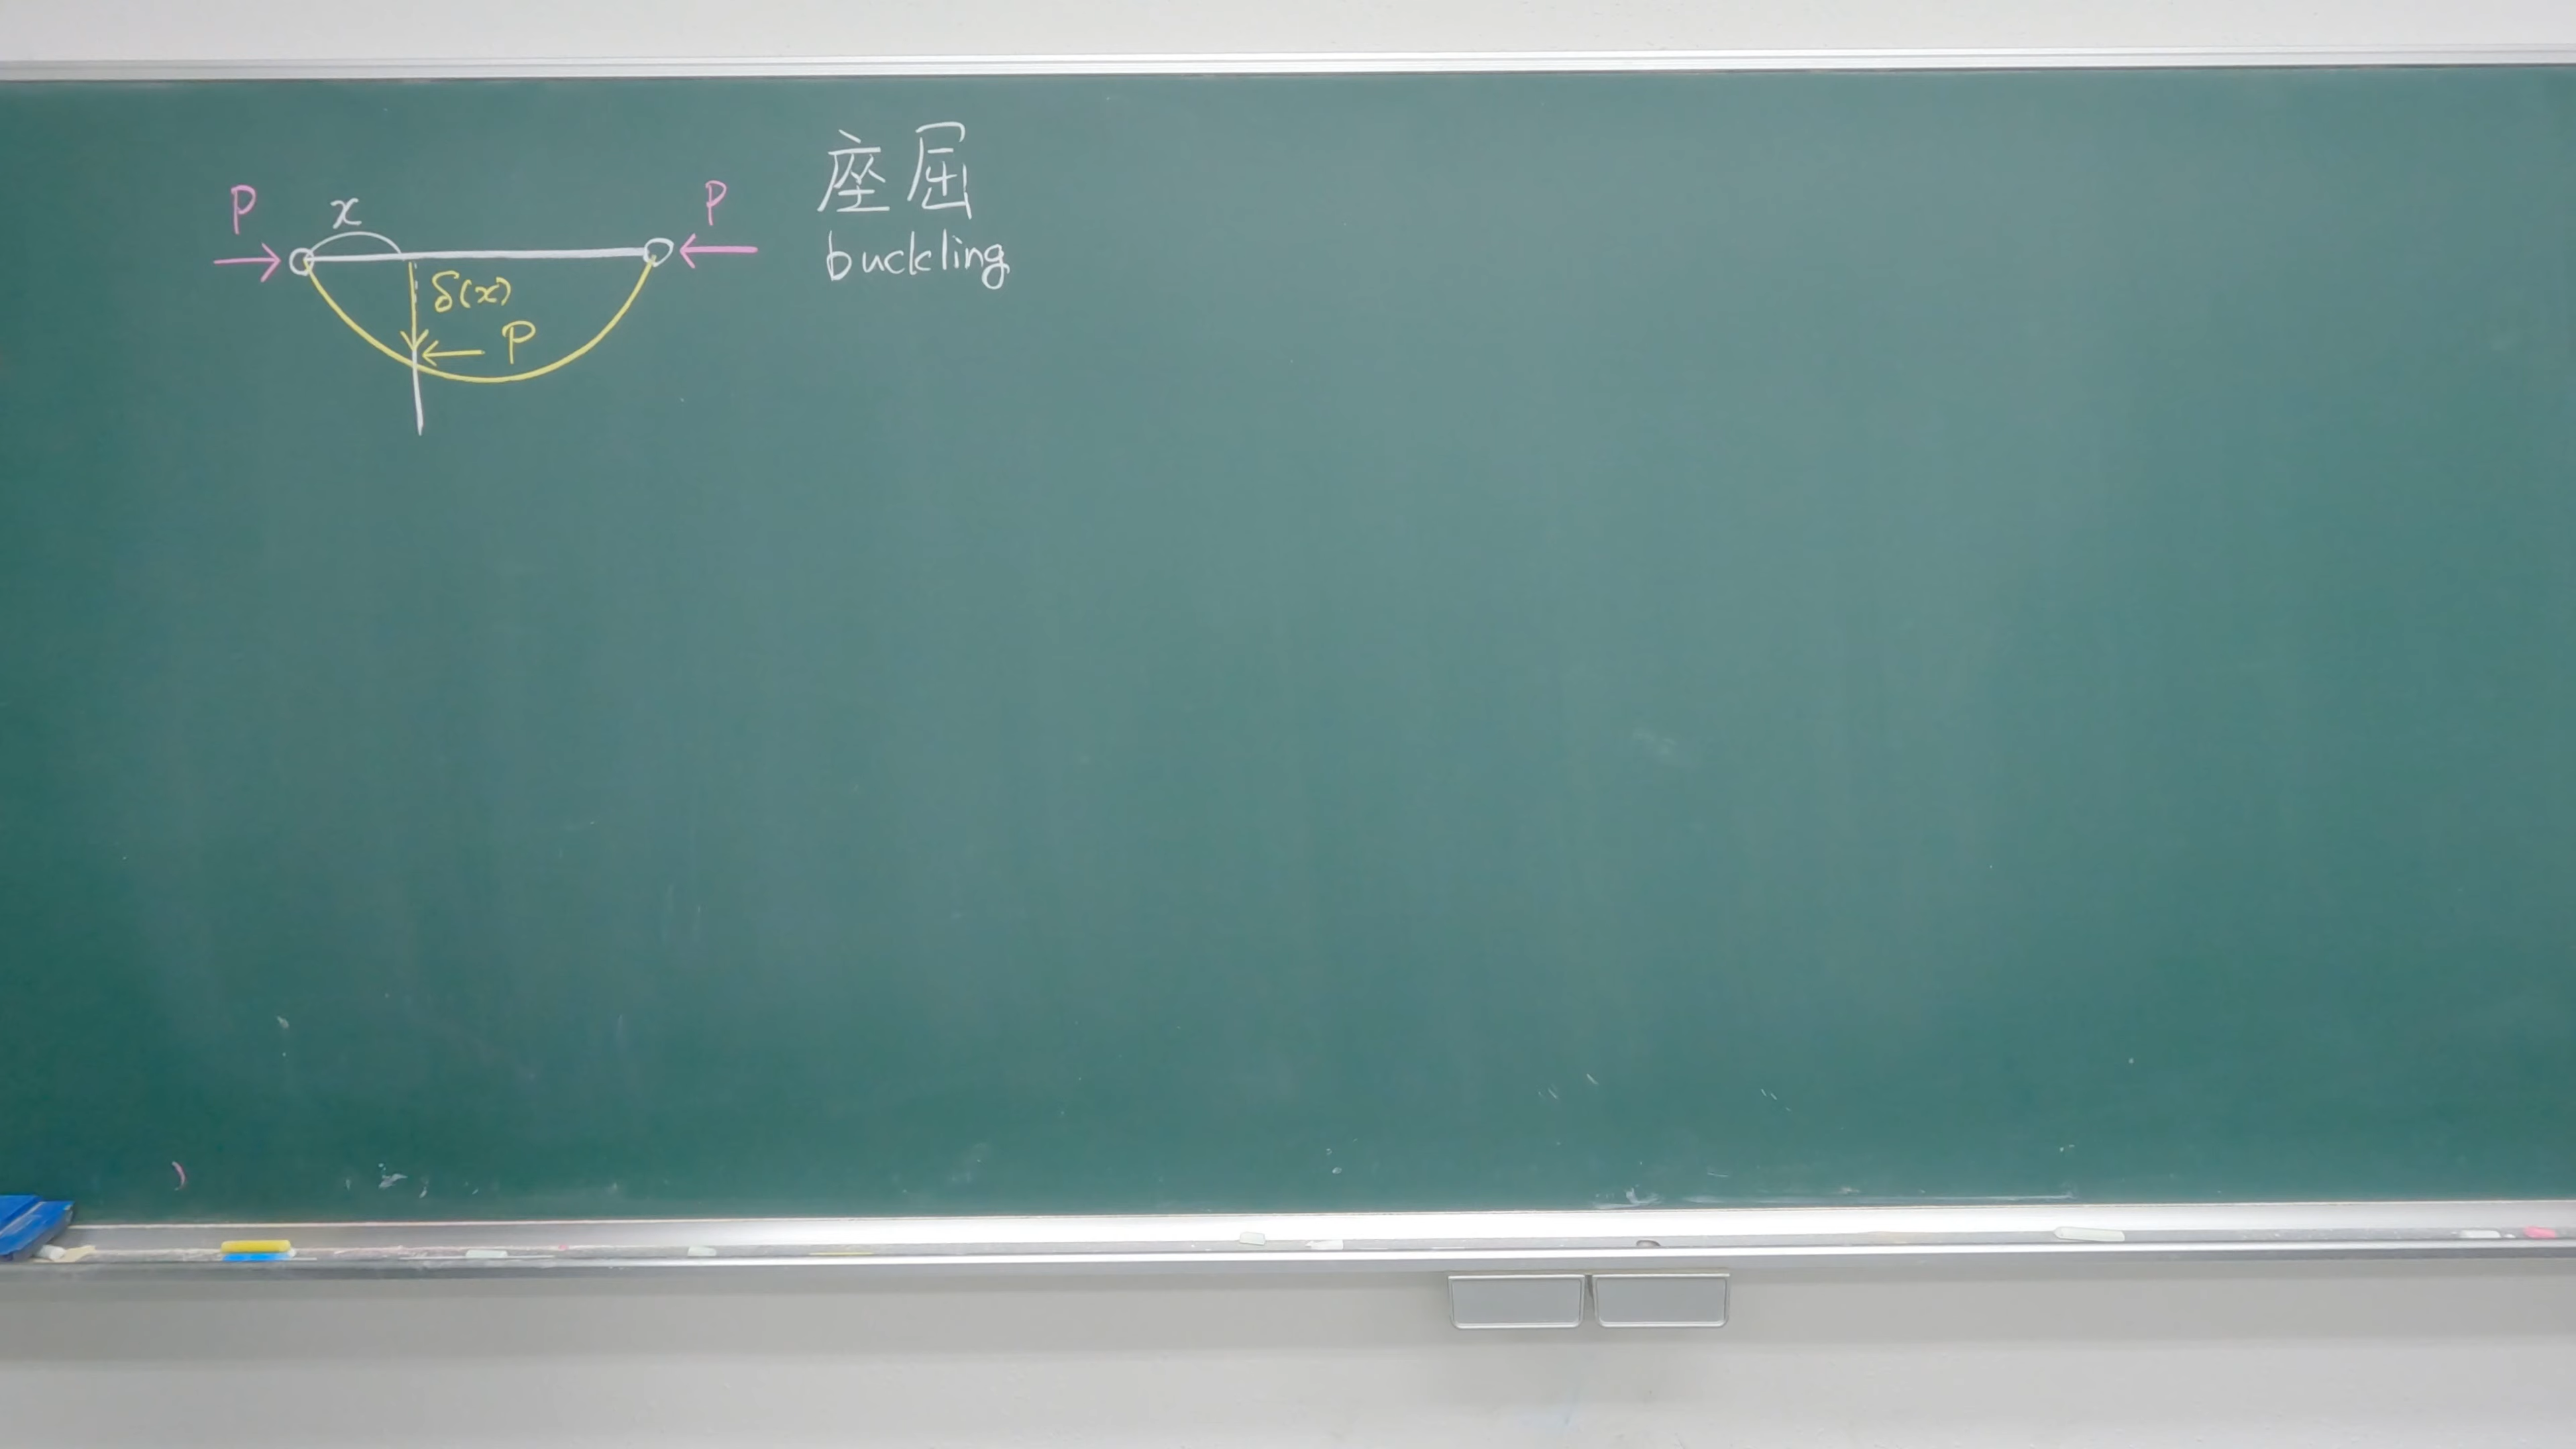 P x P
δ(x)
P
座屈
buckling